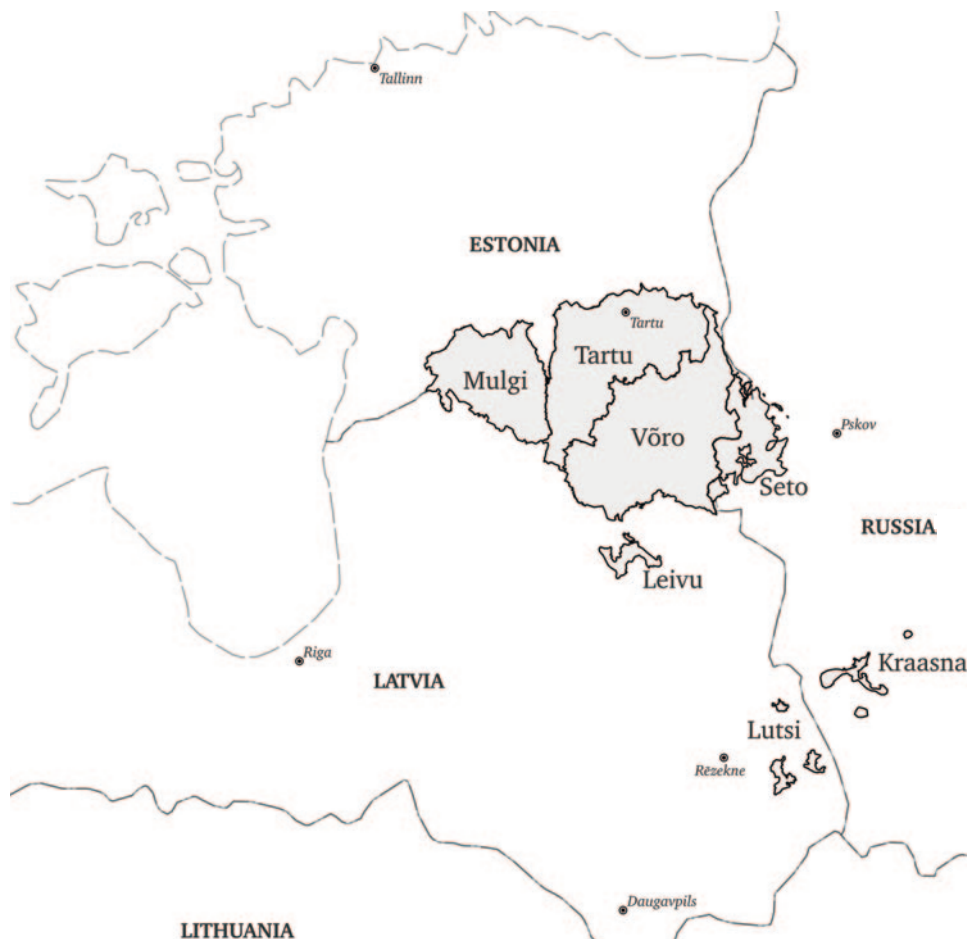 Tallinn
ESTONIA
Tartu
Tartu
Mulgi
Võro
Pskov
Seto
RUSSIA
Leivu
Riga
Kraasna
LATVIA
Lutsi
Rēzekne
Daugavpils
LITHUANIA